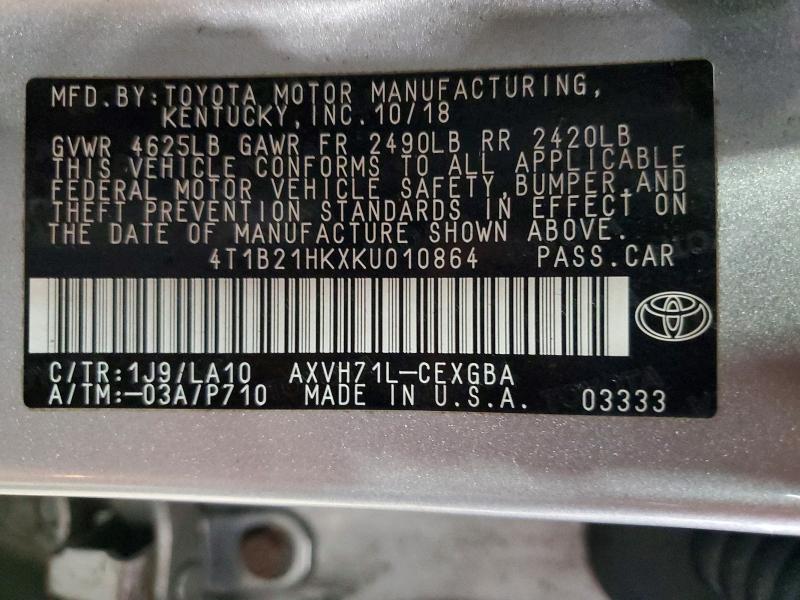 MFD.BY:TOYOTA MOTOR MANUFACTURING,
KENTUCKY,INC.10/18
GVWR 4625LB GAWR FR 2490LB RR 2420LB
THIS VEHICLE CONFORMS TO ALL APPLICABLE
FEDERAL MOTOR VEHICLE SAFETY,BUMPER,AND
THEFT PREVENTION STANDARDS IN EFFECT ON
THE DATE OF MANUFACTURE SHOWN ABOVE.
4T1B21HKXKU010864 PASS.CAR
C/TR:1J9/LA10 AXVH71L-CEXGBA
A/TM:-03A/P710 MADE IN U.S.A. 03333